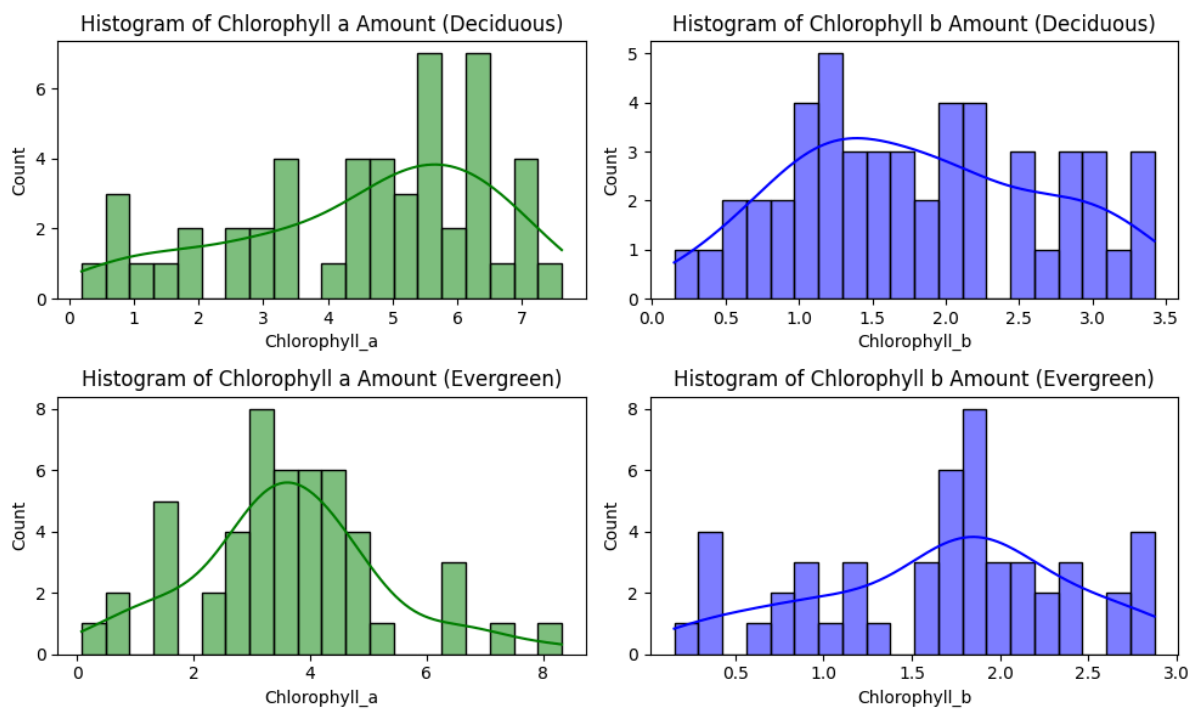 Histogram of Chlorophyll a Amount (Deciduous)
6
4
2
0
Count
0 1 2 3 4 5 6 7
Chlorophyll_a
Histogram of Chlorophyll b Amount (Deciduous)
5
4
3
2
1
0
Count
0.0 0.5 1.0 1.5 2.0 2.5 3.0 3.5
Chlorophyll_b
Histogram of Chlorophyll a Amount (Evergreen)
8
6
4
2
0
Count
0 2 4 6 8
Chlorophyll_a
Histogram of Chlorophyll b Amount (Evergreen)
8
6
4
2
0
Count
0.5 1.0 1.5 2.0 2.5 3.0
Chlorophyll_b